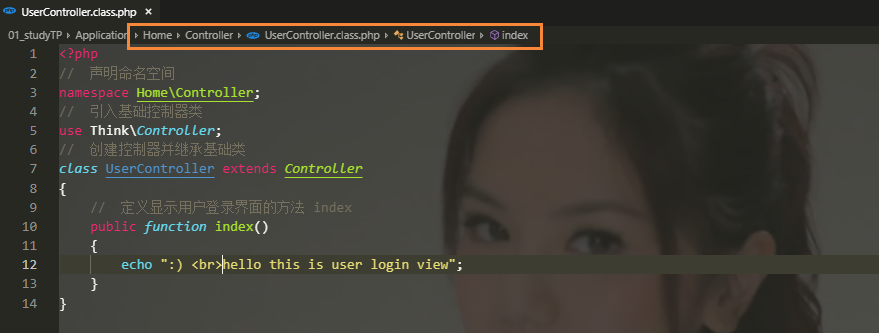 UserController.class.php ×
01_studyTP › Application › Home › Controller › UserController.class.php › UserController › index
1 <?php
2 // 声明命名空间
3 namespace Home\Controller;
4 // 引入基础控制器类
5 use Think\Controller;
6 // 创建控制器并继承基础类
7 class UserController extends Controller
8 {
9 // 定义显示用户登录界面的方法 index
10 public function index()
11 {
12 echo ":) <br>hello this is user login view";
13 }
14 }